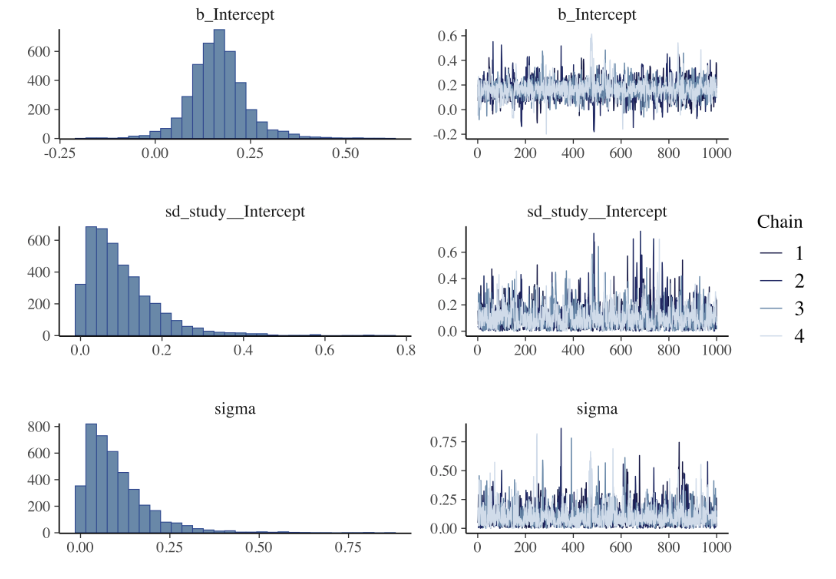 b_Intercept
b_Intercept
600
400
200
0
-0.25 0.00 0.25 0.50
0.6
0.4
0.2
0.0
-0.2
0 200 400 600 800 1000
sd_study__Intercept
sd_study__Intercept
600
400
200
0
0.0 0.2 0.4 0.6 0.8
0.6
0.4
0.2
0.0
0 200 400 600 800 1000
Chain
1
2
3
4
sigma
sigma
800
600
400
200
0
0.00 0.25 0.50 0.75
0.75
0.50
0.25
0.00
0 200 400 600 800 1000